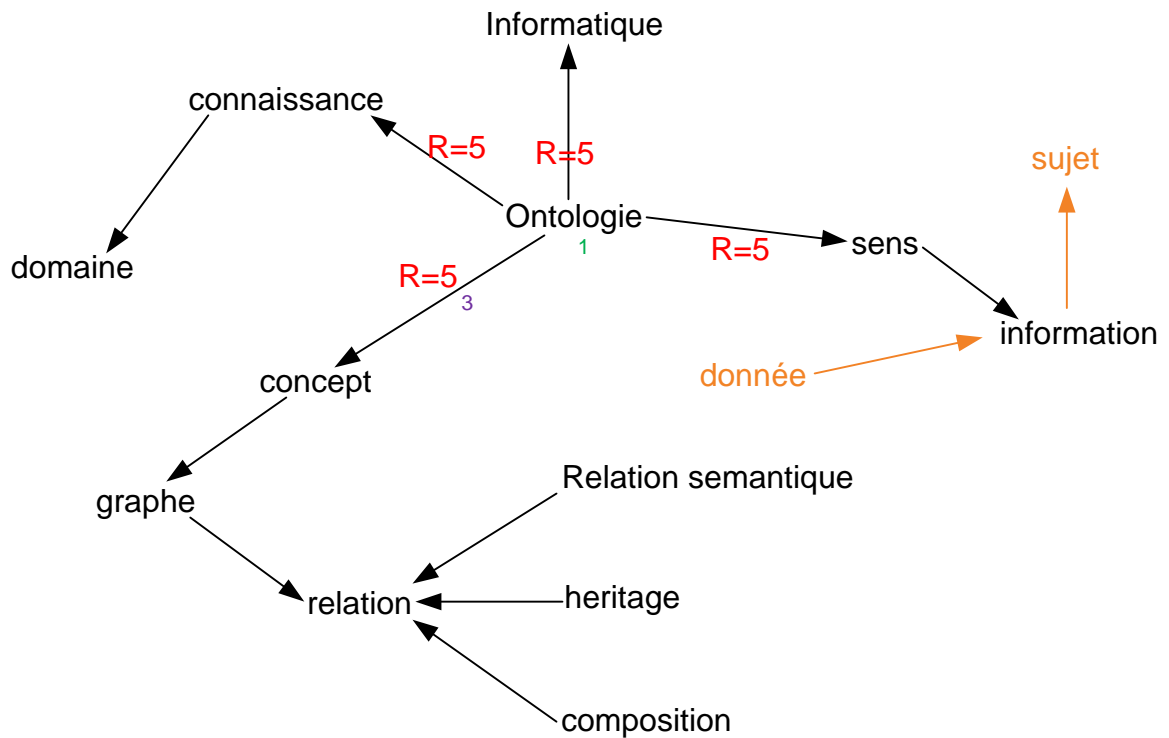 Informatique
connaissance
R=5
R=5
sujet
Ontologie
1
sens
R=5
domaine
R=5
3
information
donnée
concept
Relation semantique
graphe
heritage
relation
composition